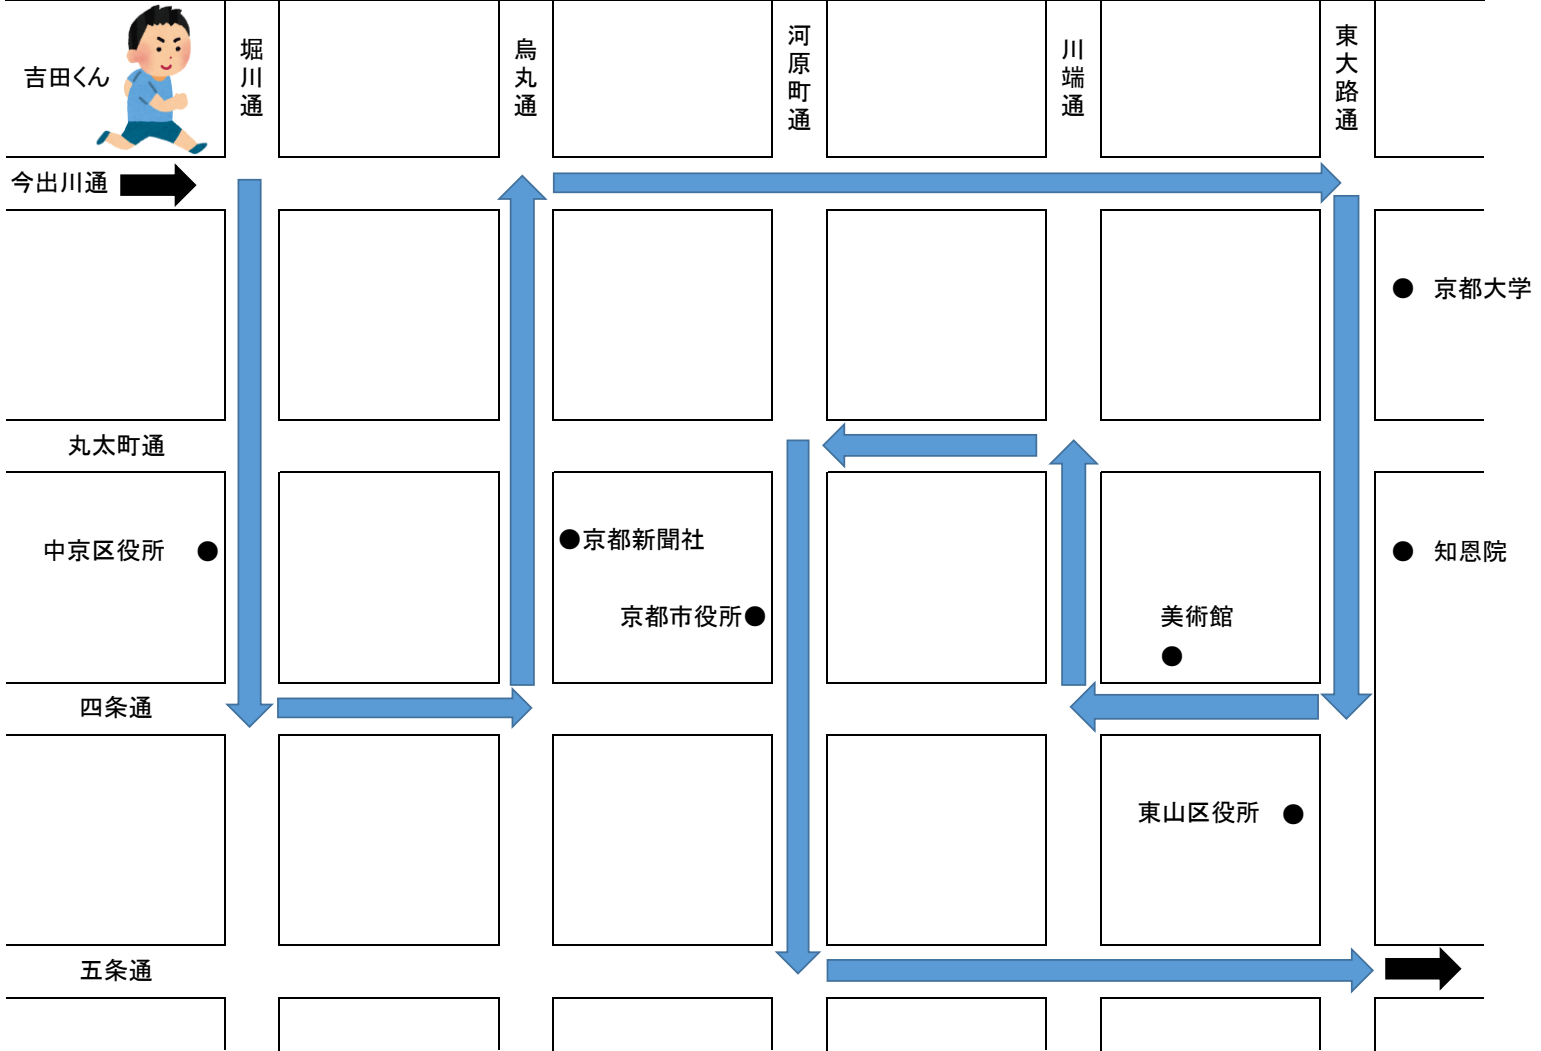 吉田くん
堀川通
烏丸通
河原町通
川端通
東大路通
今出川通
京都大学
丸太町通
中京区役所
京都新聞社
京都市役所
美術館
知恩院
四条通
東山区役所
五条通